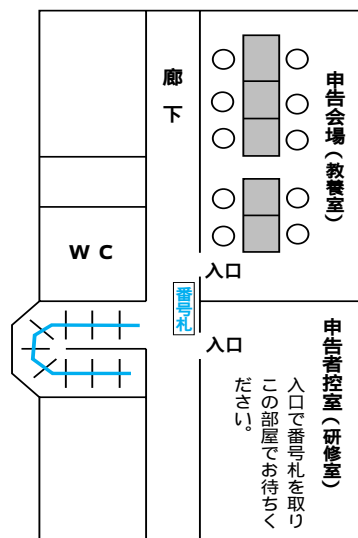 申告会場（教養室）
廊下
ＷＣ
入口
番号札
入口
申告者控室（研修室）
入口で番号札を取り
この部屋でお待ちく
ださい。